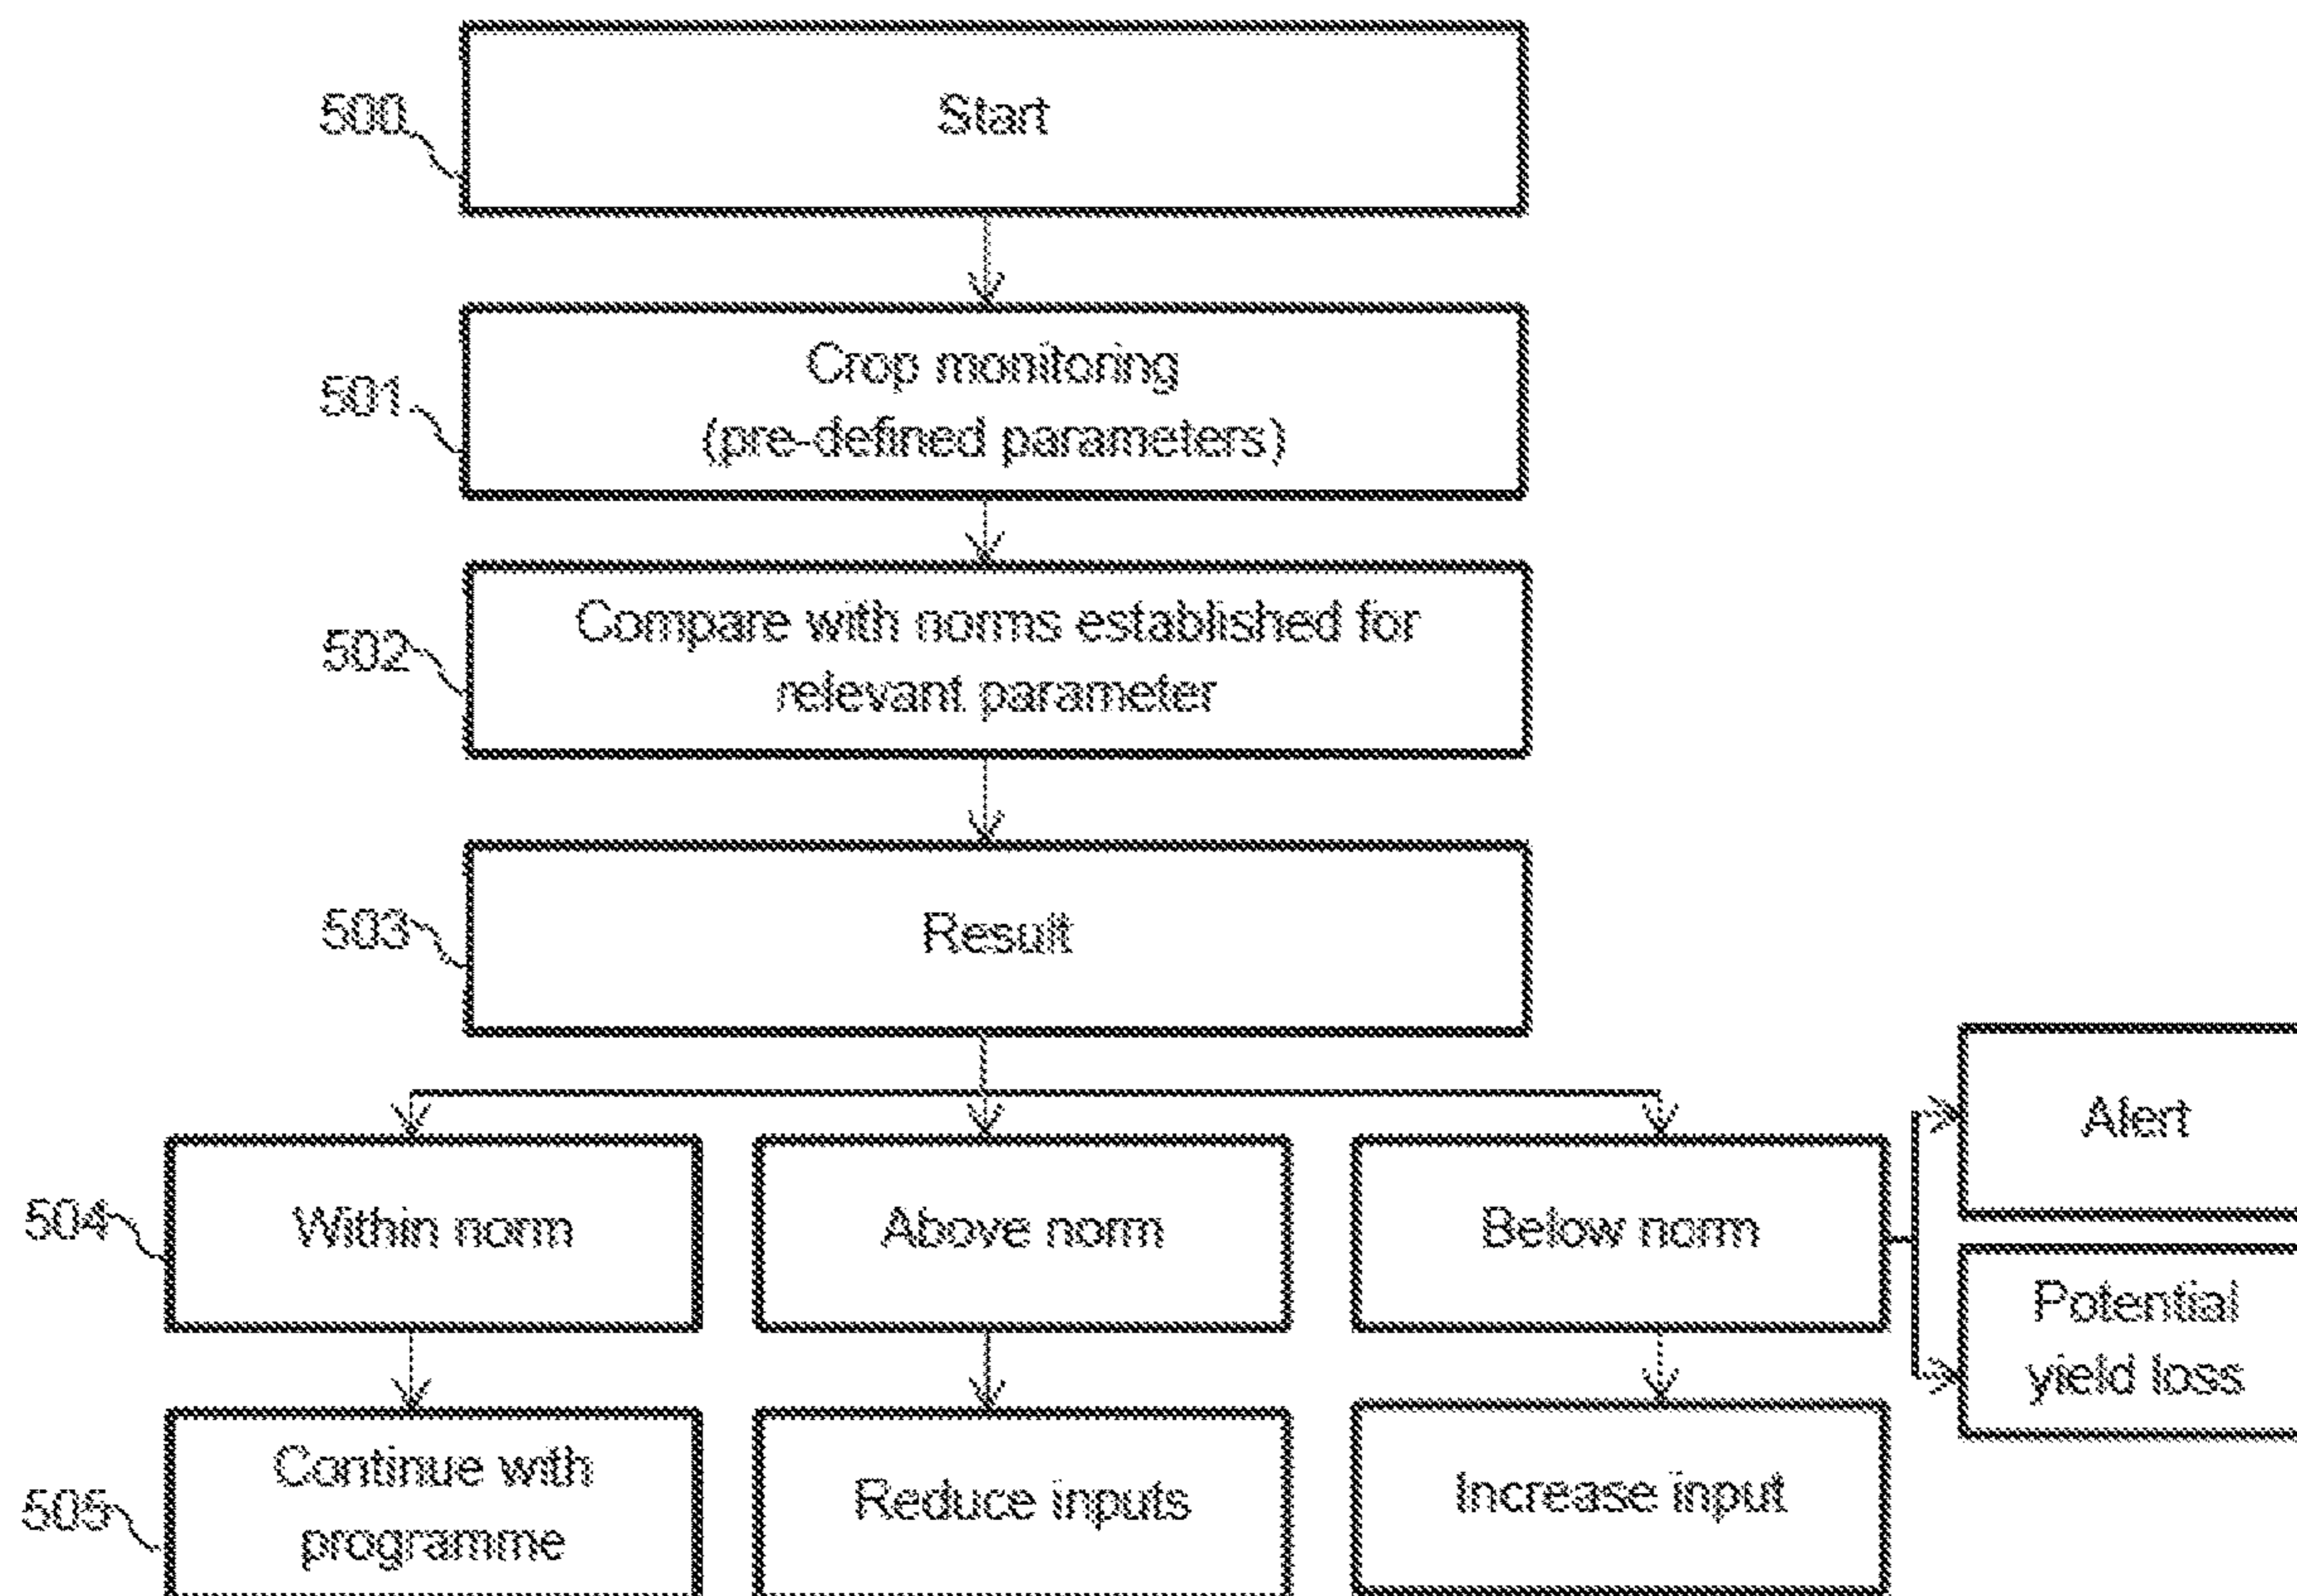 500
Start
501
Crop monitoring
(pre-defined parameters)
502
Compare with norms established for
relevant parameter
503
Result
504
Within norm
Above norm
Below norm
Alert
Potential
yield loss
505
Continue with
programme
Reduce inputs
Increase input